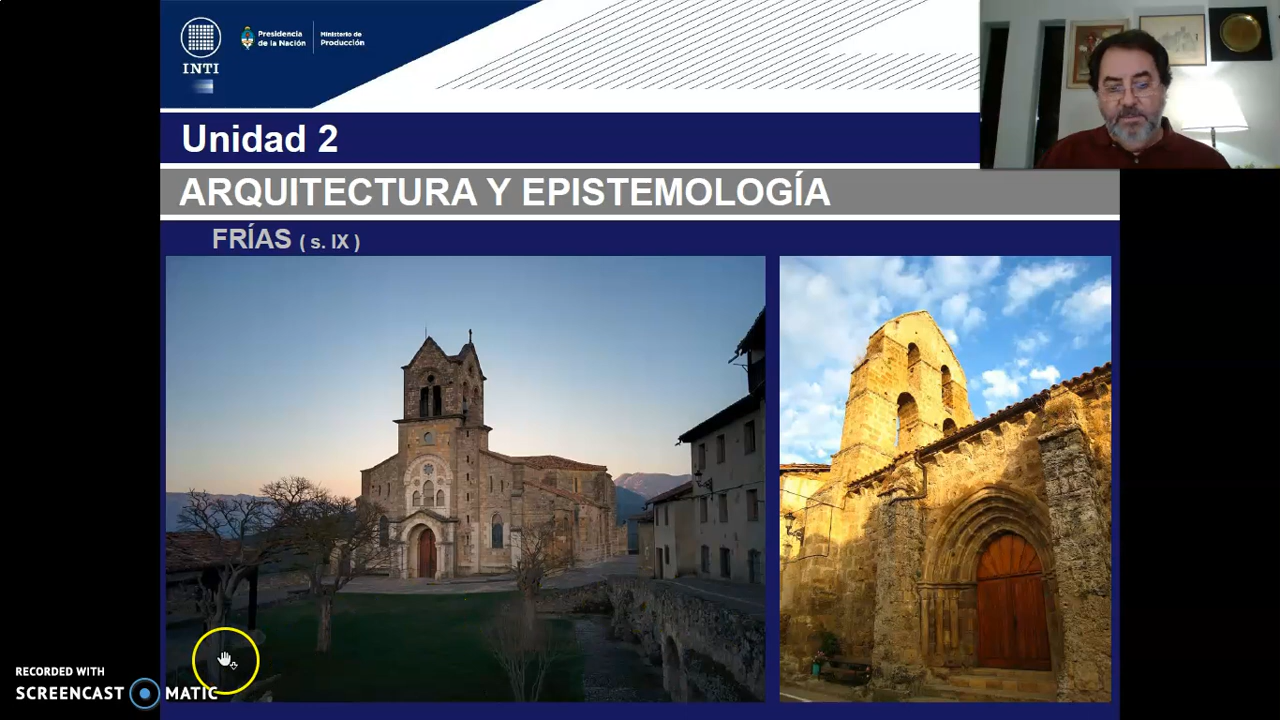 INTI
Presidencia
de la Nación
Ministerio de
Producción
Unidad 2
ARQUITECTURA Y EPISTEMOLOGÍA
FRÍAS ( s. IX )
RECORDED WITH
SCREENCAST MATIC